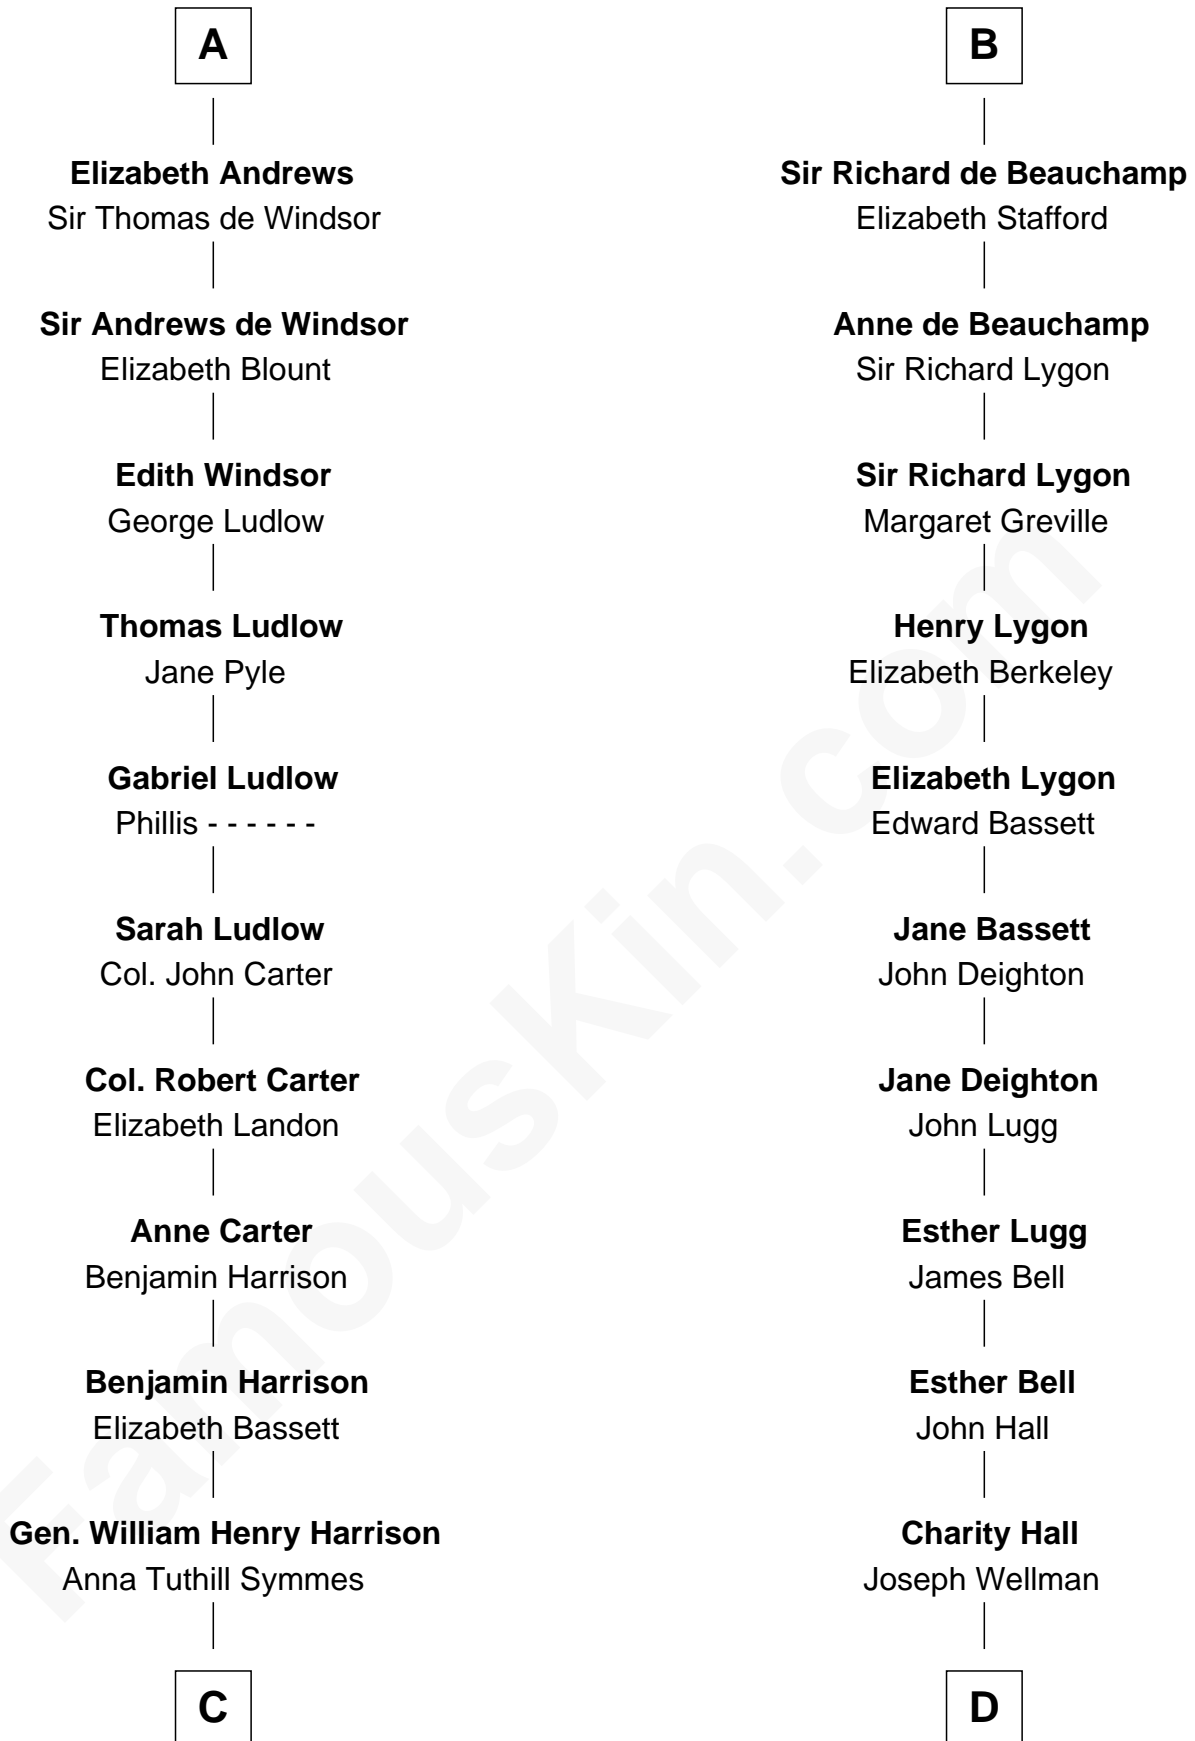 A
Elizabeth Andrews
Sir Thomas de Windsor
Sir Andrews de Windsor
Elizabeth Blount
Edith Windsor
George Ludlow
Thomas Ludlow
Jane Pyle
Gabriel Ludlow
Phillis - - - - - -
Sarah Ludlow
Col. John Carter
Col. Robert Carter
Elizabeth Landon
Anne Carter
Benjamin Harrison
Benjamin Harrison
Elizabeth Bassett
Gen. William Henry Harrison
Anna Tuthill Symmes
C
B
Sir Richard de Beauchamp
Elizabeth Stafford
Anne de Beauchamp
Sir Richard Lygon
Sir Richard Lygon
Margaret Greville
Henry Lygon
Elizabeth Berkeley
Elizabeth Lygon
Edward Bassett
Jane Bassett
John Deighton
Jane Deighton
John Lugg
Esther Lugg
James Bell
Esther Bell
John Hall
Charity Hall
Joseph Wellman
D
FamousKin.com